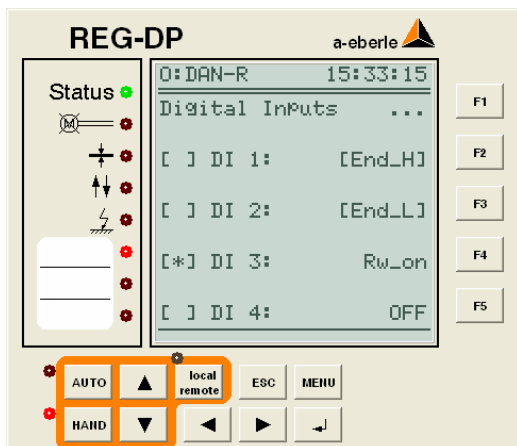 REG-DP
a-eberle
Status
M
O:DAN-R 15:33:15
Digital Inputs ...
[ ] DI 1: [End_H]
[ ] DI 2: [End_L]
[*] DI 3: Rw_on
[ ] DI 4: OFF
F1
F2
F3
F4
F5
AUTO
local
remote
ESC
MENU
HAND